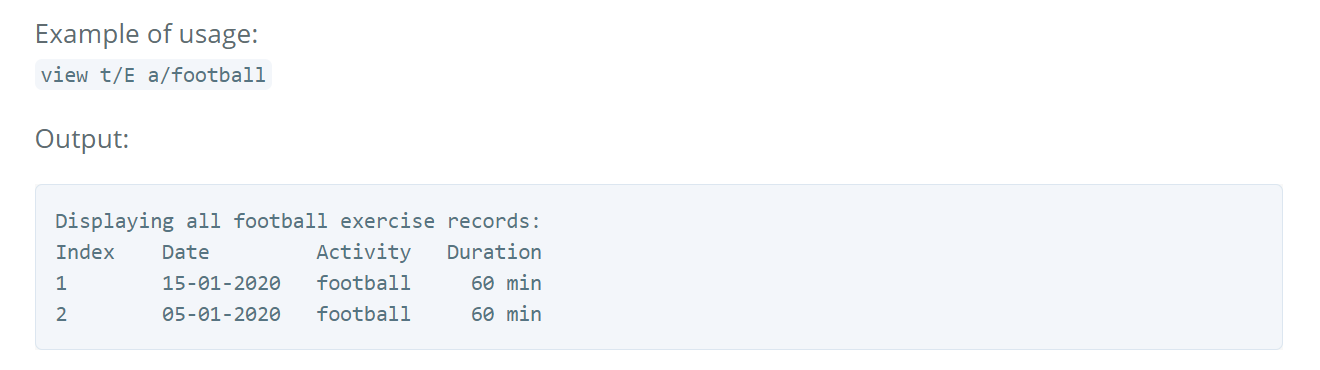 Example of usage:
view t/E a/football
Output:
Displaying all football exercise records:
Index    Date         Activity   Duration
1        15-01-2020   football     60 min
2        05-01-2020   football     60 min